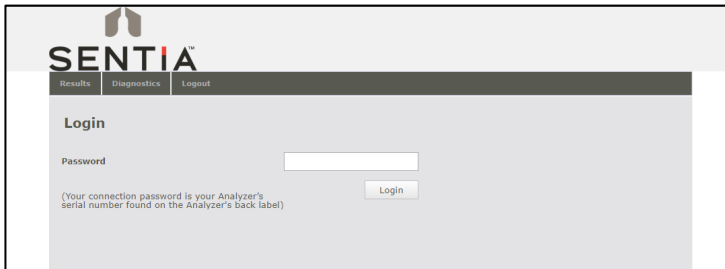 SENTIA™
Results Diagnostics Logout
Login
Password
Login
(Your connection password is your Analyzer's
serial number found on the Analyzer's back label)